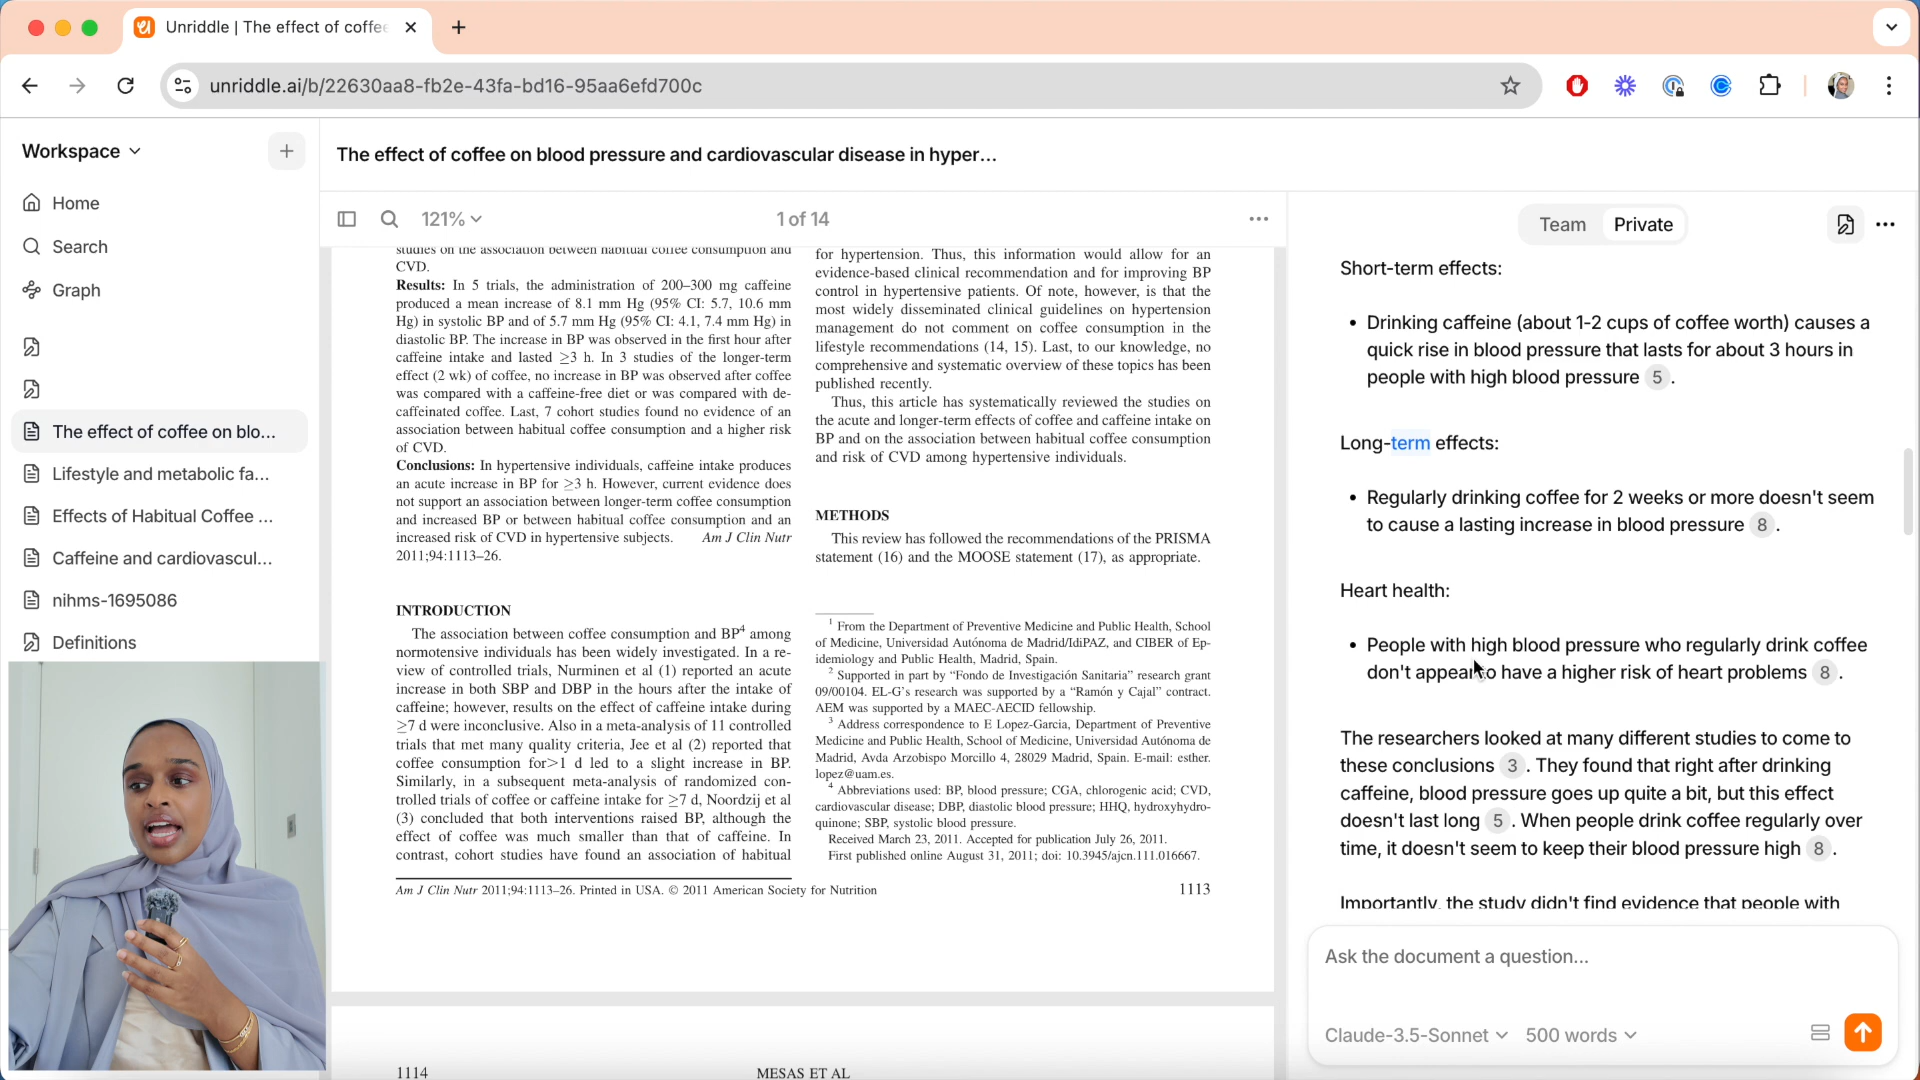 Unriddle | The effect of coffee
unriddle.ai/b/22630aa8-fb2e-43fa-bd16-95aa6efd700c
Workspace
Home
Search
Graph
The effect of coffee on blo...
Lifestyle and metabolic fa...
Effects of Habitual Coffee ...
Caffeine and cardiovascul...
nihms-1695086
Definitions
The effect of coffee on blood pressure and cardiovascular disease in hyper...
121%
1 of 14
studies on the association between habitual coffee consumption and
CVD.
Results: In 5 trials, the administration of 200–300 mg caffeine
produced a mean increase of 8.1 mm Hg (95% CI: 5.7, 10.6 mm
Hg) in systolic BP and of 5.7 mm Hg (95% CI: 4.1, 7.4 mm Hg) in
diastolic BP. The increase in BP was observed in the first hour after
caffeine intake and lasted ≥3 h. In 3 studies of the longer-term
effect (2 wk) of coffee, no increase in BP was observed after coffee
was compared with a caffeine-free diet or was compared with de-
caffeinated coffee. Last, 7 cohort studies found no evidence of an
association between habitual coffee consumption and a higher risk
of CVD.
Conclusions: In hypertensive individuals, caffeine intake produces
an acute increase in BP for ≥3 h. However, current evidence does
not support an association between longer-term coffee consumption
and increased BP or between habitual coffee consumption and an
increased risk of CVD in hypertensive subjects. Am J Clin Nutr
2011;94:1113–26.
INTRODUCTION
The association between coffee consumption and BP4 among
normotensive individuals has been widely investigated. In a re-
view of controlled trials, Nurminen et al (1) reported an acute
increase in both SBP and DBP in the hours after the intake of
caffeine; however, results on the effect of caffeine intake during
≥7 d were inconclusive. Also in a meta-analysis of 11 controlled
trials that met many quality criteria, Jee et al (2) reported that
coffee consumption for>1 d led to a slight increase in BP.
Similarly, in a subsequent meta-analysis of randomized con-
trolled trials of coffee or caffeine intake for ≥7 d, Noordzij et al
(3) concluded that both interventions raised BP, although the
effect of coffee was much smaller than that of caffeine. In
contrast, cohort studies have found an association of habitual
for hypertension. Thus, this information would allow for an
evidence-based clinical recommendation and for improving BP
control in hypertensive patients. Of note, however, is that the
most widely disseminated clinical guidelines on hypertension
management do not comment on coffee consumption in the
lifestyle recommendations (14, 15). Last, to our knowledge, no
comprehensive and systematic overview of these topics has been
published recently.
Thus, this article has systematically reviewed the studies on
the acute and longer-term effects of coffee and caffeine intake on
BP and on the association between habitual coffee consumption
and risk of CVD among hypertensive individuals.
METHODS
This review has followed the recommendations of the PRISMA
statement (16) and the MOOSE statement (17), as appropriate.
1 From the Department of Preventive Medicine and Public Health, School
of Medicine, Universidad Autónoma de Madrid/IdiPAZ, and CIBER of Ep-
idemiology and Public Health, Madrid, Spain.
2 Supported in part by “Fondo de Investigación Sanitaria” research grant
09/00104. EL-G’s research was supported by a “Ramón y Cajal” contract.
AEM was supported by a MAEC-AECID fellowship.
3 Address correspondence to E Lopez-Garcia, Department of Preventive
Medicine and Public Health, School of Medicine, Universidad Autónoma de
Madrid, Avda Arzobispo Morcillo 4, 28029 Madrid, Spain. E-mail: esther.
lopez@uam.es.
4 Abbreviations used: BP, blood pressure; CGA, chlorogenic acid; CVD,
cardiovascular disease; DBP, diastolic blood pressure; HHQ, hydroxyhydro-
quinone; SBP, systolic blood pressure.
Received March 23, 2011. Accepted for publication July 26, 2011.
First published online August 31, 2011; doi: 10.3945/ajcn.111.016667.
Am J Clin Nutr 2011;94:1113–26. Printed in USA. © 2011 American Society for Nutrition
1113
1114
MESAS ET AL
Team
Private
Short-term effects:
• Drinking caffeine (about 1-2 cups of coffee worth) causes a
quick rise in blood pressure that lasts for about 3 hours in
people with high blood pressure 5 .
Long-term effects:
• Regularly drinking coffee for 2 weeks or more doesn't seem
to cause a lasting increase in blood pressure 8 .
Heart health:
• People with high blood pressure who regularly drink coffee
don't appear to have a higher risk of heart problems 8 .
The researchers looked at many different studies to come to
these conclusions 3 . They found that right after drinking
caffeine, blood pressure goes up quite a bit, but this effect
doesn't last long 5 . When people drink coffee regularly over
time, it doesn't seem to keep their blood pressure high 8 .
Importantly, the study didn't find evidence that people with
Ask the document a question...
Claude-3.5-Sonnet
500 words